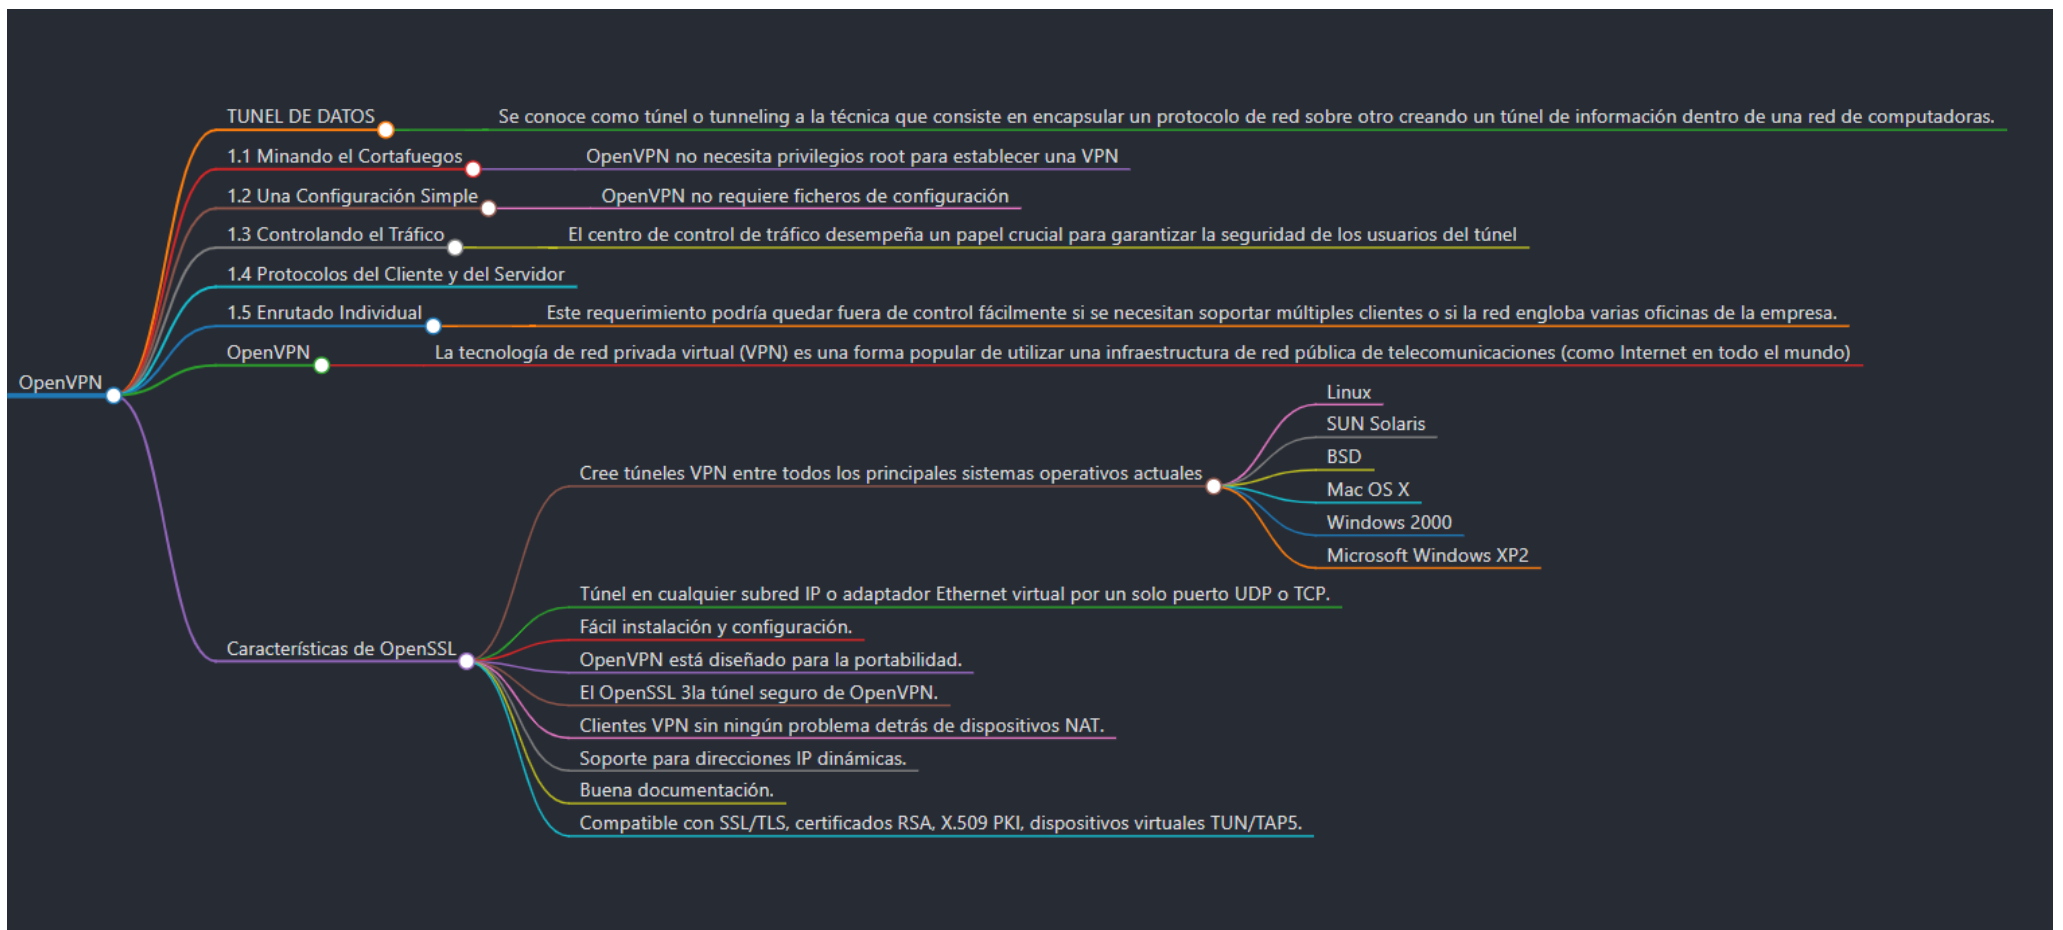 TUNEL DE DATOS
Se conoce como túnel o tunneling a la técnica que consiste en encapsular un protocolo de red sobre otro creando un túnel de información dentro de una red de computadoras.
1.1 Minando el Cortafuegos
OpenVPN no necesita privilegios root para establecer una VPN
1.2 Una Configuración Simple
OpenVPN no requiere ficheros de configuración
1.3 Controlando el Tráfico
El centro de control de tráfico desempeña un papel crucial para garantizar la seguridad de los usuarios del túnel
1.4 Protocolos del Cliente y del Servidor
1.5 Enrutado Individual
Este requerimiento podría quedar fuera de control fácilmente si se necesitan soportar múltiples clientes o si la red engloba varias oficinas de la empresa.
OpenVPN
La tecnología de red privada virtual (VPN) es una forma popular de utilizar una infraestructura de red pública de telecomunicaciones (como Internet en todo el mundo)
OpenVPN
Linux
SUN Solaris
BSD
Cree túneles VPN entre todos los principales sistemas operativos actuales
Mac OS X
Windows 2000
Microsoft Windows XP2
Túnel en cualquier subred IP o adaptador Ethernet virtual por un solo puerto UDP o TCP.
Fácil instalación y configuración.
Características de OpenSSL
OpenVPN está diseñado para la portabilidad.
El OpenSSL 3la túnel seguro de OpenVPN.
Clientes VPN sin ningún problema detrás de dispositivos NAT.
Soporte para direcciones IP dinámicas.
Buena documentación.
Compatible con SSL/TLS, certificados RSA, X.509 PKI, dispositivos virtuales TUN/TAP5.